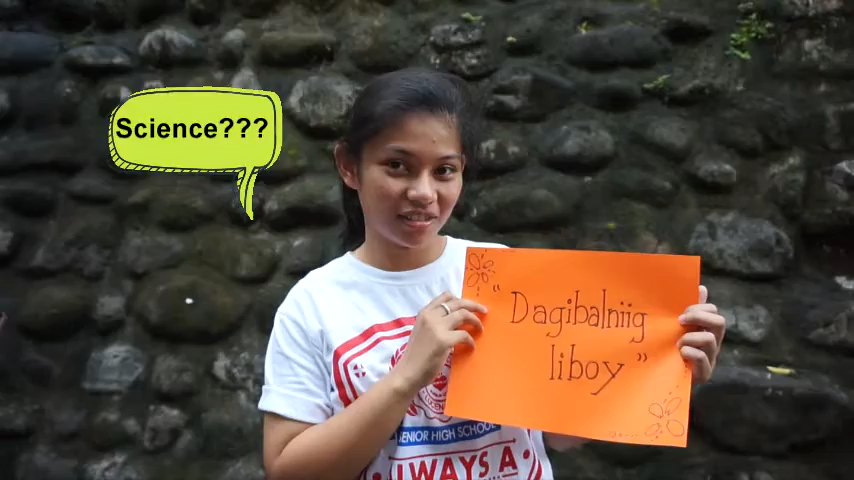 Science???
" Dagibalniig
liboy "
SENIOR HIGH SCHOOL
ALWAYS A